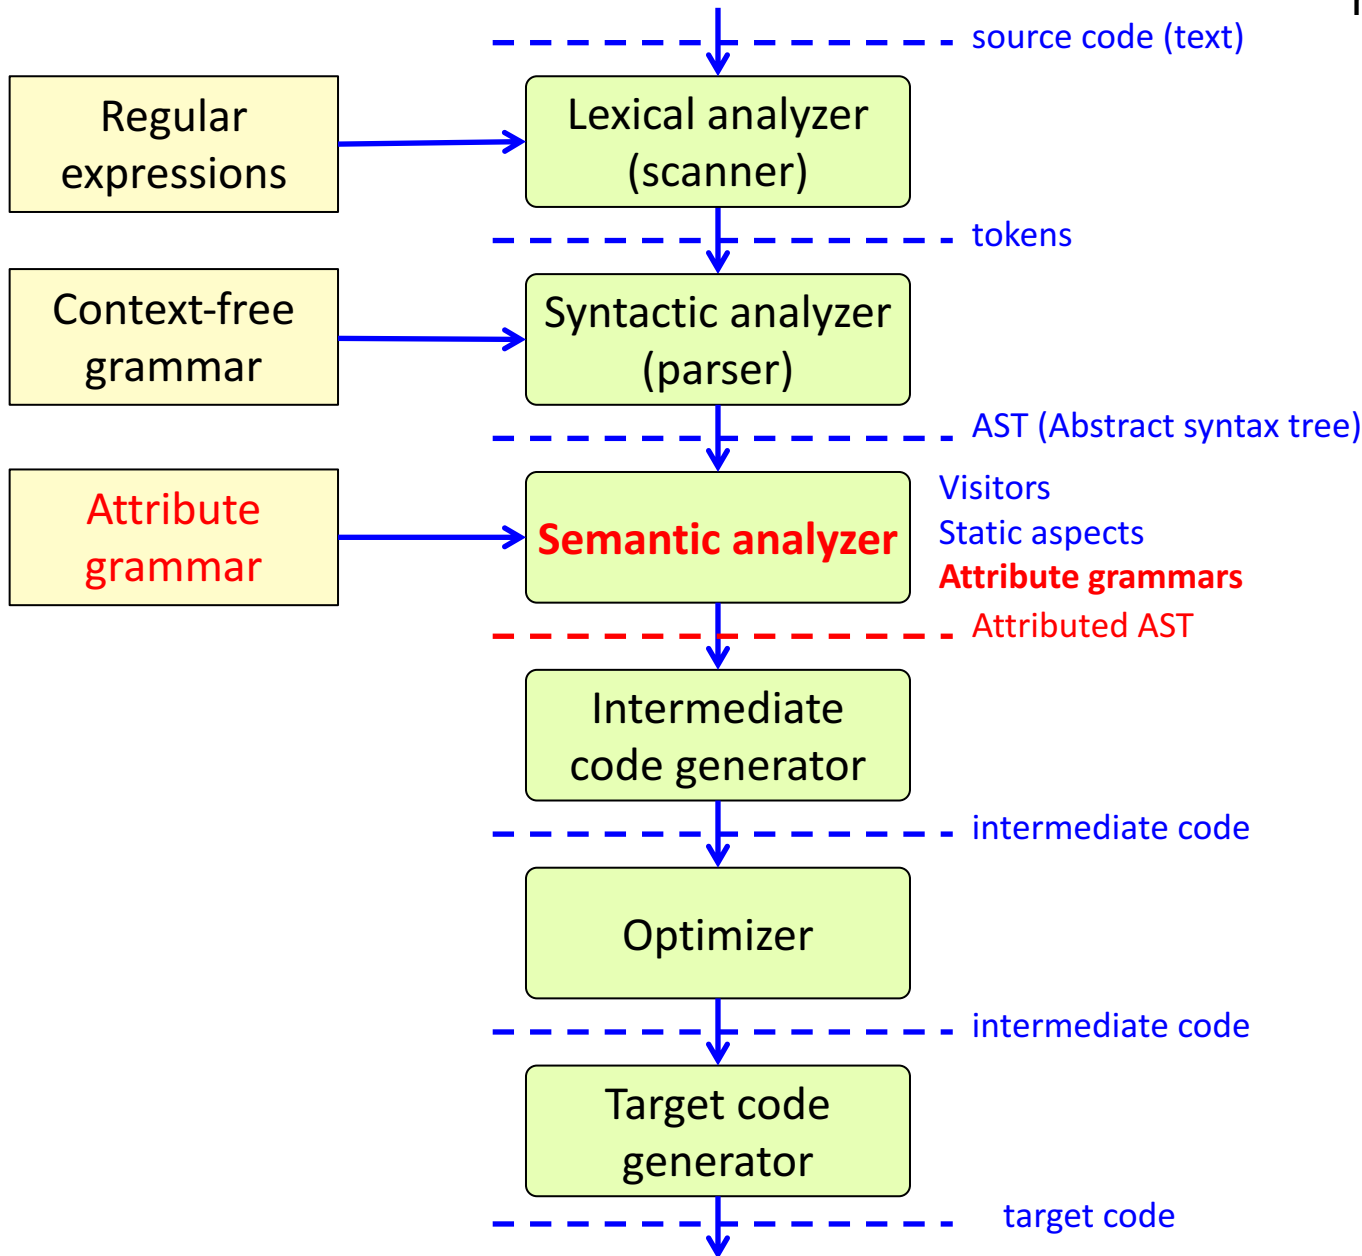 source code (text)
Regular
expressions
Lexical analyzer
(scanner)
tokens
Context-free
grammar
Syntactic analyzer
(parser)
AST (Abstract syntax tree)
Attribute
grammar
Semantic analyzer
Visitors
Static aspects
Attribute grammars
Attributed AST
Intermediate
code generator
intermediate code
Optimizer
intermediate code
Target code
generator
target code